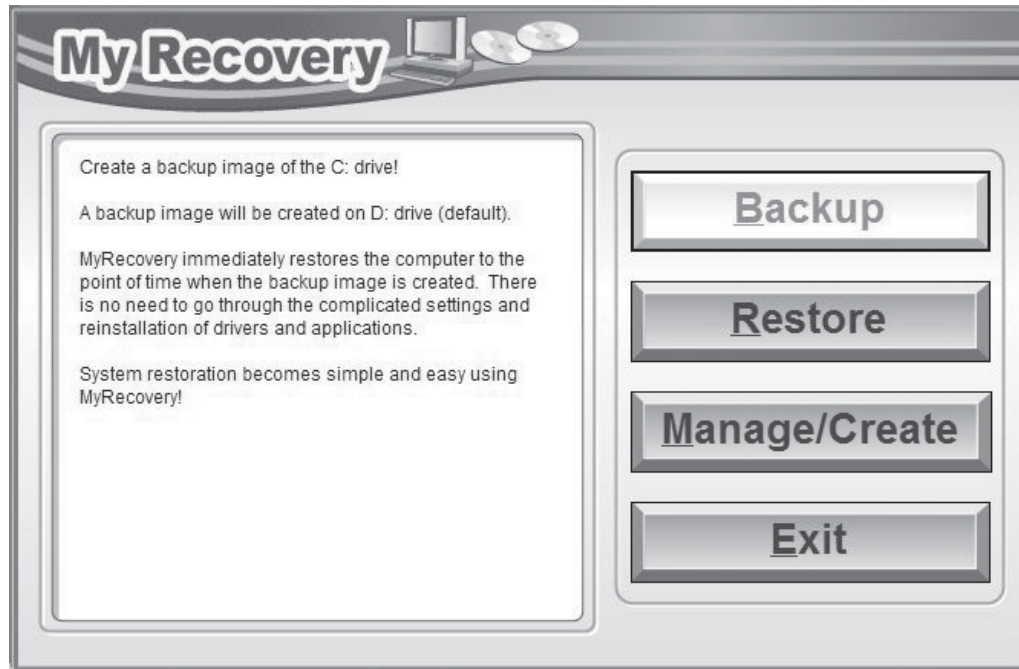 My Recovery
Create a backup image of the C: drive!
A backup image will be created on D: drive (default).
MyRecovery immediately restores the computer to the
point of time when the backup image is created.  There
is no need to go through the complicated settings and
reinstallation of drivers and applications.
System restoration becomes simple and easy using
MyRecovery!
Backup
Restore
Manage/Create
Exit